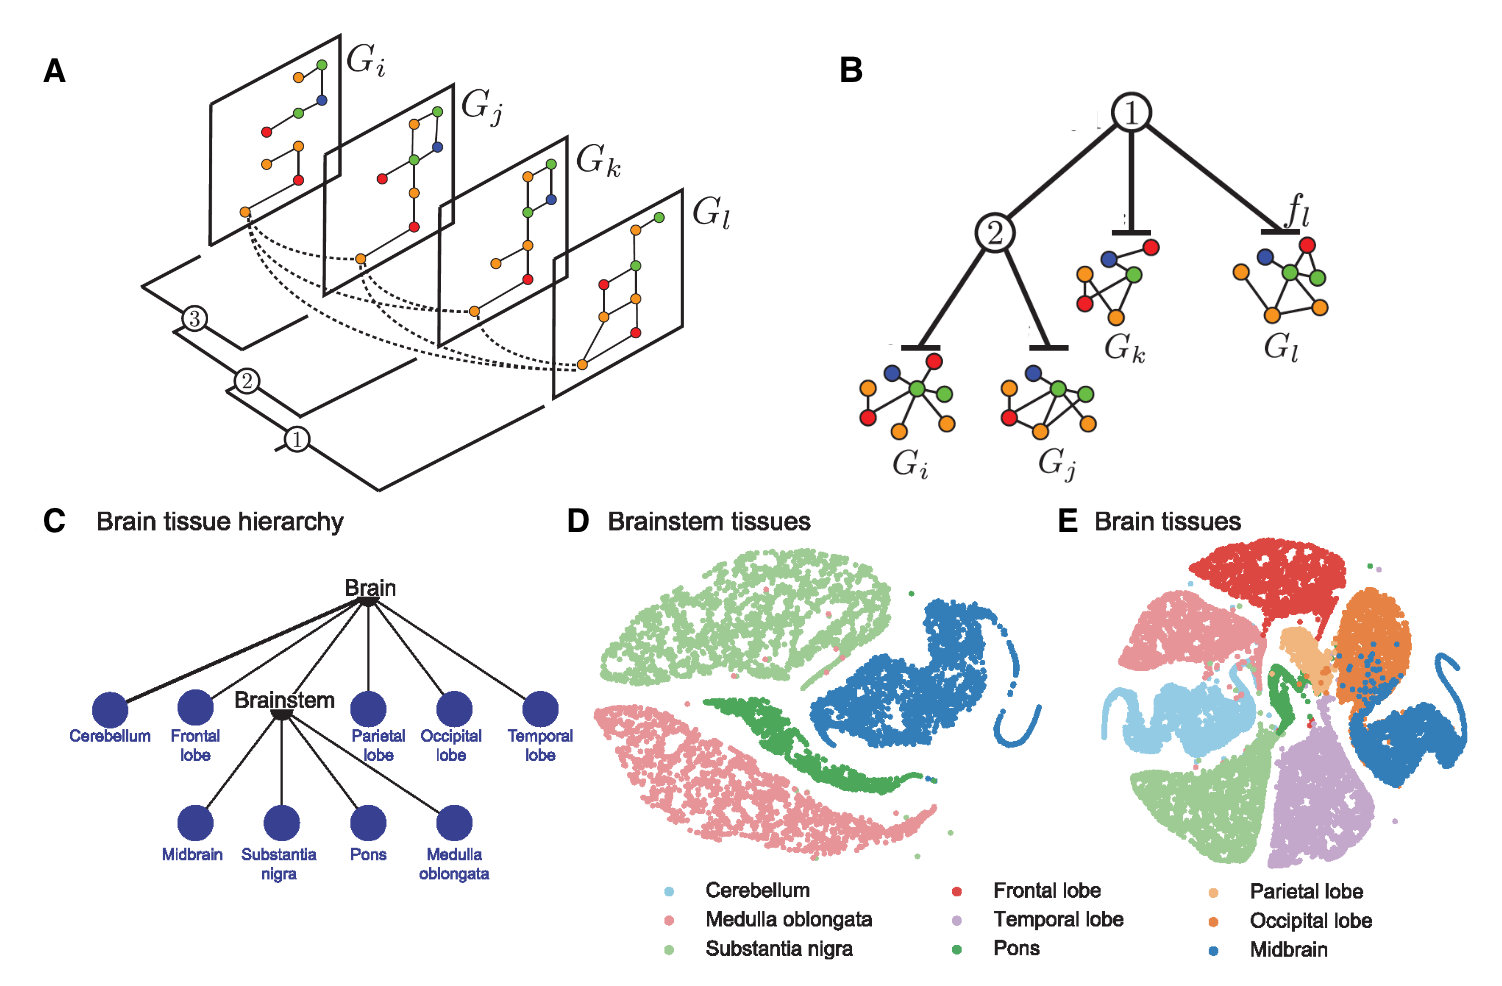 A
G_i
G_j
G_k
G_l
3
2
1
B
1
2
f_l
G_k
G_l
G_i
G_j
C Brain tissue hierarchy
Brain
Brainstem
Cerebellum
Frontal
lobe
Parietal
lobe
Occipital
lobe
Temporal
lobe
Midbrain
Substantia
nigra
Pons
Medulla
oblongata
D Brainstem tissues
E Brain tissues
Cerebellum
Medulla oblongata
Substantia nigra
Frontal lobe
Temporal lobe
Pons
Parietal lobe
Occipital lobe
Midbrain